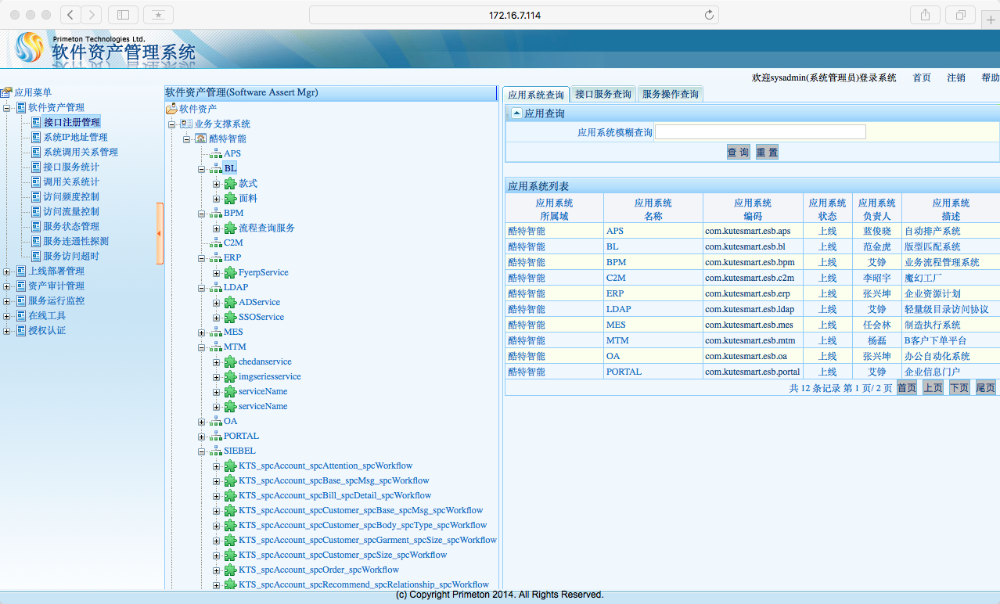 172.16.7.114
Primeton Technologies Ltd.
软件资产管理系统
欢迎sysadmin(系统管理员)登录系统 首页 注销 帮助
应用菜单
软件资产管理
接口注册管理
系统IP地址管理
系统调用关系管理
接口服务统计
调用关系统计
访问频度控制
访问流量控制
服务状态管理
服务连通性探测
服务访问超时
上线部署管理
资产审计管理
服务运行监控
在线工具
授权认证
软件资产管理(Software Assert Mgr)
软件资产
业务支撑系统
酷特智能
APS
BL
款式
面料
BPM
流程查询服务
C2M
ERP
FyerpService
LDAP
ADService
SSOService
MES
MTM
chedanservice
imgseriesservice
serviceName
serviceName
OA
PORTAL
SIEBEL
KTS_spcAccount_spcAttention_spcWorkflow
KTS_spcAccount_spcBase_spcMsg_spcWorkflow
KTS_spcAccount_spcBill_spcDetail_spcWorkflow
KTS_spcAccount_spcCustomer_spcBase_spcMsg_spcWorkflow
KTS_spcAccount_spcCustomer_spcBody_spcType_spcWorkflow
KTS_spcAccount_spcCustomer_spcGarment_spcSize_spcWorkflow
KTS_spcAccount_spcCustomer_spcSize_spcWorkflow
KTS_spcAccount_spcOrder_spcWorkflow
KTS_spcAccount_spcRecommend_spcRelationship_spcWorkflow
应用系统查询 接口服务查询 服务操作查询
应用查询
应用系统模糊查询
查 询 重 置
应用系统列表
应用系统 应用系统 应用系统 应用系统 应用系统 应用系统
所属域 名称 编码 状态 负责人 描述
酷特智能 APS com.kutesmart.esb.aps 上线 蓝俊晓 自动排产系统
酷特智能 BL com.kutesmart.esb.bl 上线 范金虎 版型匹配系统
酷特智能 BPM com.kutesmart.esb.bpm 上线 艾铮 业务流程管理系统
酷特智能 C2M com.kutesmart.esb.c2m 上线 李昭宇 魔幻工厂
酷特智能 ERP com.kutesmart.esb.erp 上线 张兴坤 企业资源计划
酷特智能 LDAP com.kutesmart.esb.ldap 上线 艾铮 轻量级目录访问协议
酷特智能 MES com.kutesmart.esb.mes 上线 任会林 制造执行系统
酷特智能 MTM com.kutesmart.esb.mtm 上线 杨磊 B客户下单平台
酷特智能 OA com.kutesmart.esb.oa 上线 张兴坤 办公自动化系统
酷特智能 PORTAL com.kutesmart.esb.portal 上线 艾铮 企业信息门户
共 12 条记录 第 1 页/ 2 页 首页 上页 下页 尾页
(c) Copyright Primeton 2014. All Rights Reserved.